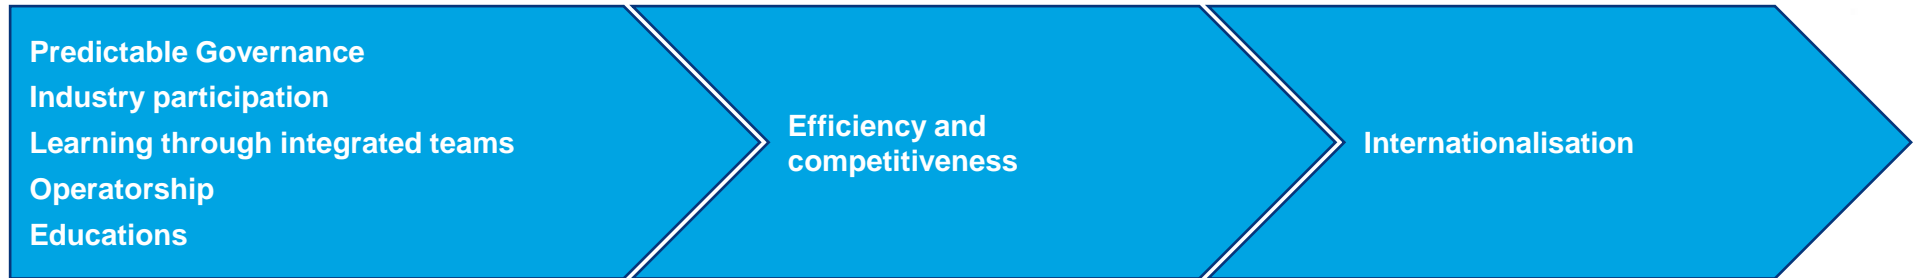 Predictable Governance
Industry participation
Learning through integrated teams
Operatorship
Educations
Efficiency and
competitiveness
Internationalisation